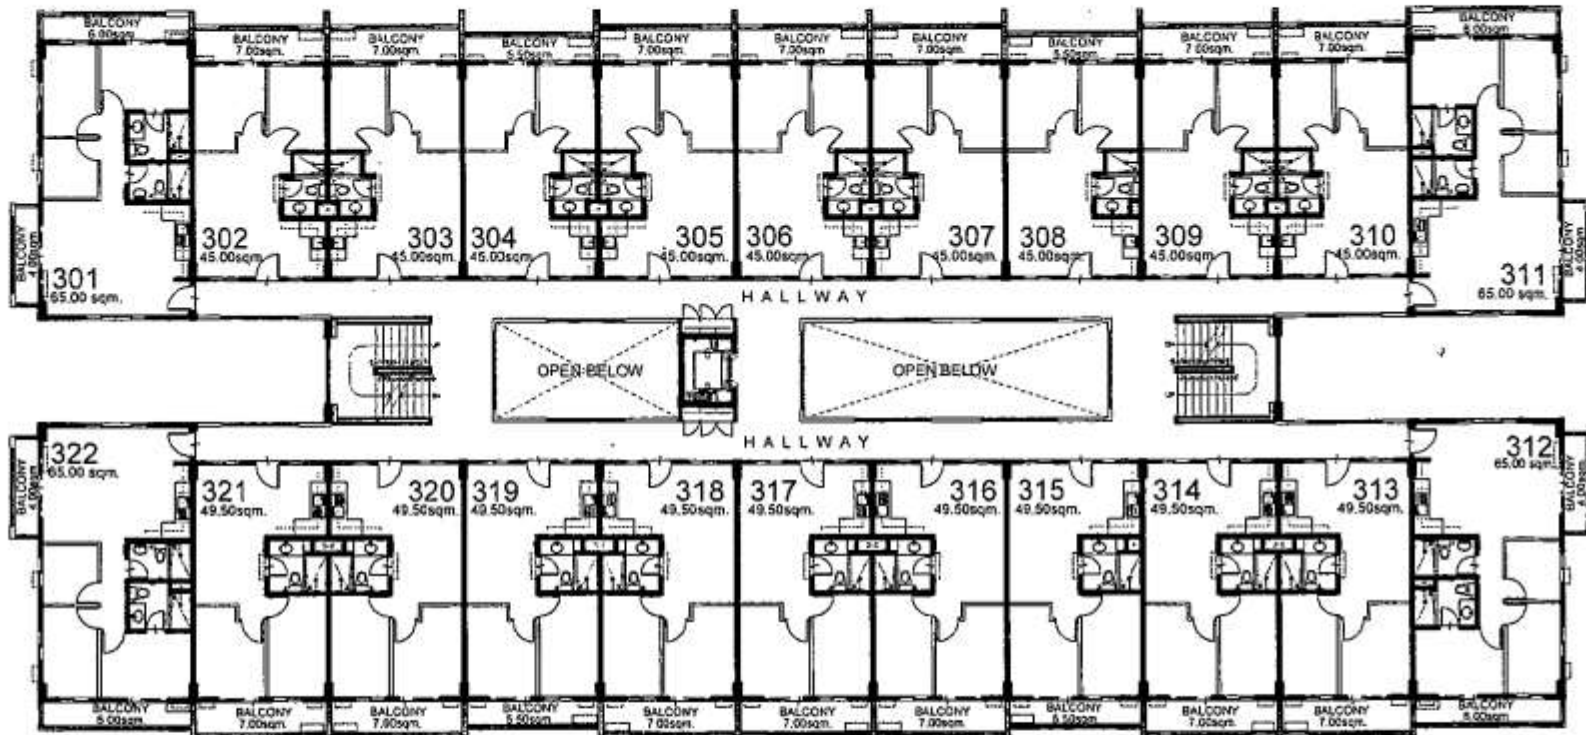 BALCONY
6.00sqm
BALCONY
7.00sqm.
BALCONY
7.00sqm.
BALCONY
5.50sqm
BALCONY
7.00sqm.
BALCONY
7.00sqm
BALCONY
7.00sqm.
BALCONY
5.50sqm
BALCONY
7.00sqm.
BALCONY
7.00sqm.
BALCONY
6.00sqm
BALCONY
4.00sqm
301
65.00 sqm.
302
45.00sqm.
303
45.00sqm.
304
45.00sqm.
305
45.00sqm.
306
45.00sqm.
307
45.00sqm.
308
45.00sqm.
309
45.00sqm.
310
45.00sqm.
311
65.00 sqm.
BALCONY
4.00sqm
HALLWAY
OPEN BELOW
OPEN BELOW
HALLWAY
BALCONY
4.00sqm
322
65.00 sqm.
321
49.50sqm.
320
49.50sqm.
319
49.50sqm.
318
49.50sqm.
317
49.50sqm.
316
49.50sqm.
315
49.50sqm.
314
49.50sqm.
313
49.50sqm.
312
65.00 sqm.
BALCONY
4.00sqm
BALCONY
6.00sqm
BALCONY
7.00sqm.
BALCONY
7.00sqm.
BALCONY
5.50sqm
BALCONY
7.00sqm.
BALCONY
7.00sqm.
BALCONY
7.00sqm.
BALCONY
5.50sqm
BALCONY
7.00sqm.
BALCONY
7.00sqm.
BALCONY
6.00sqm